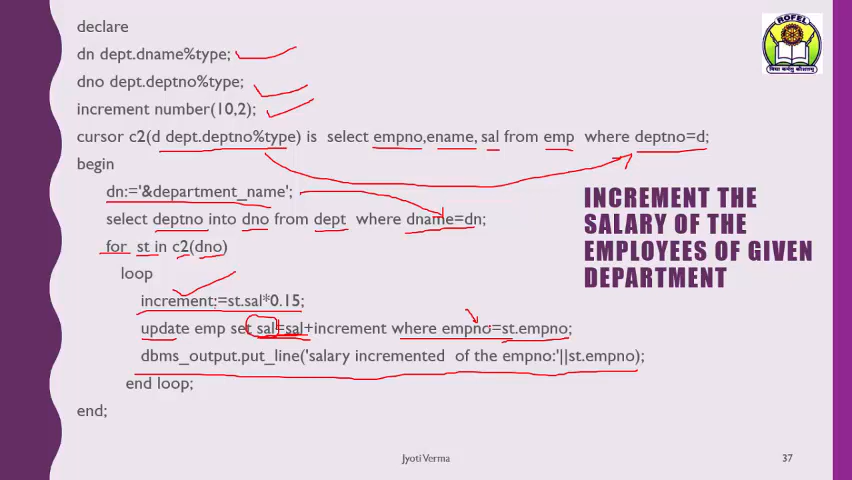 declare
dn dept.dname%type;
dno dept.deptno%type;
increment number(10,2);
cursor c2(d dept.deptno%type) is select empno,ename, sal from emp where deptno=d;
begin
dn:='&department_name';
select deptno into dno from dept where dname=dn;
for st in c2(dno)
loop
increment:=st.sal*0.15;
update emp set sal=sal+increment where empno=st.empno;
dbms_output.put_line('salary incremented of the empno:'||st.empno);
end loop;
end;
ROFEL
INCREMENT THE
SALARY OF THE
EMPLOYEES OF GIVEN
DEPARTMENT
Jyoti Verma
37